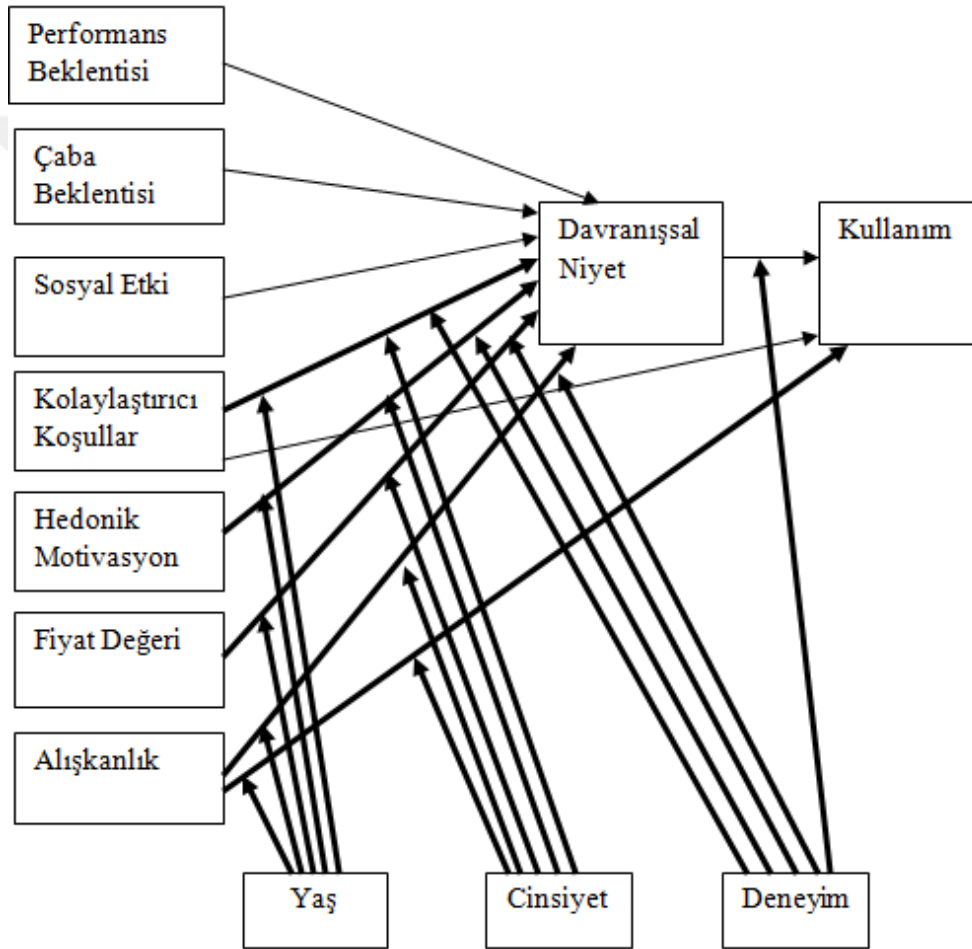 Performans
Beklentisi
Çaba
Beklentisi
Sosyal Etki
Kolaylaştırıcı
Koşullar
Hedonik
Motivasyon
Fiyat Değeri
Alışkanlık
Davranışsal
Niyet
Kullanım
Yaş
Cinsiyet
Deneyim